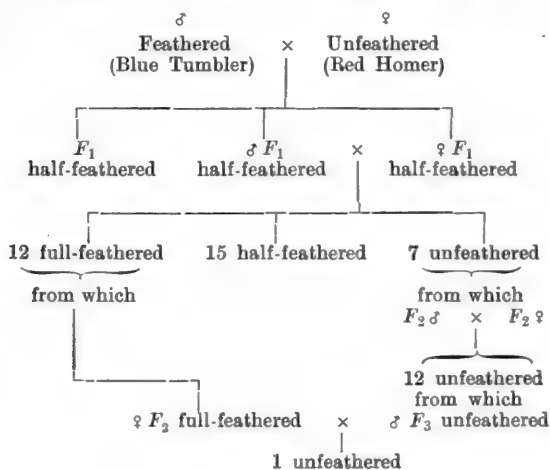 ♂ ♀
Feathered × Unfeathered
(Blue Tumbler) (Red Homer)
F₁ ♂ F₁ × ♀ F₁
half-feathered half-feathered half-feathered
12 full-feathered 15 half-feathered 7 unfeathered
from which from which
F₂ ♂ × F₂ ♀
12 unfeathered
from which
♀ F₂ full-feathered × ♂ F₃ unfeathered
1 unfeathered